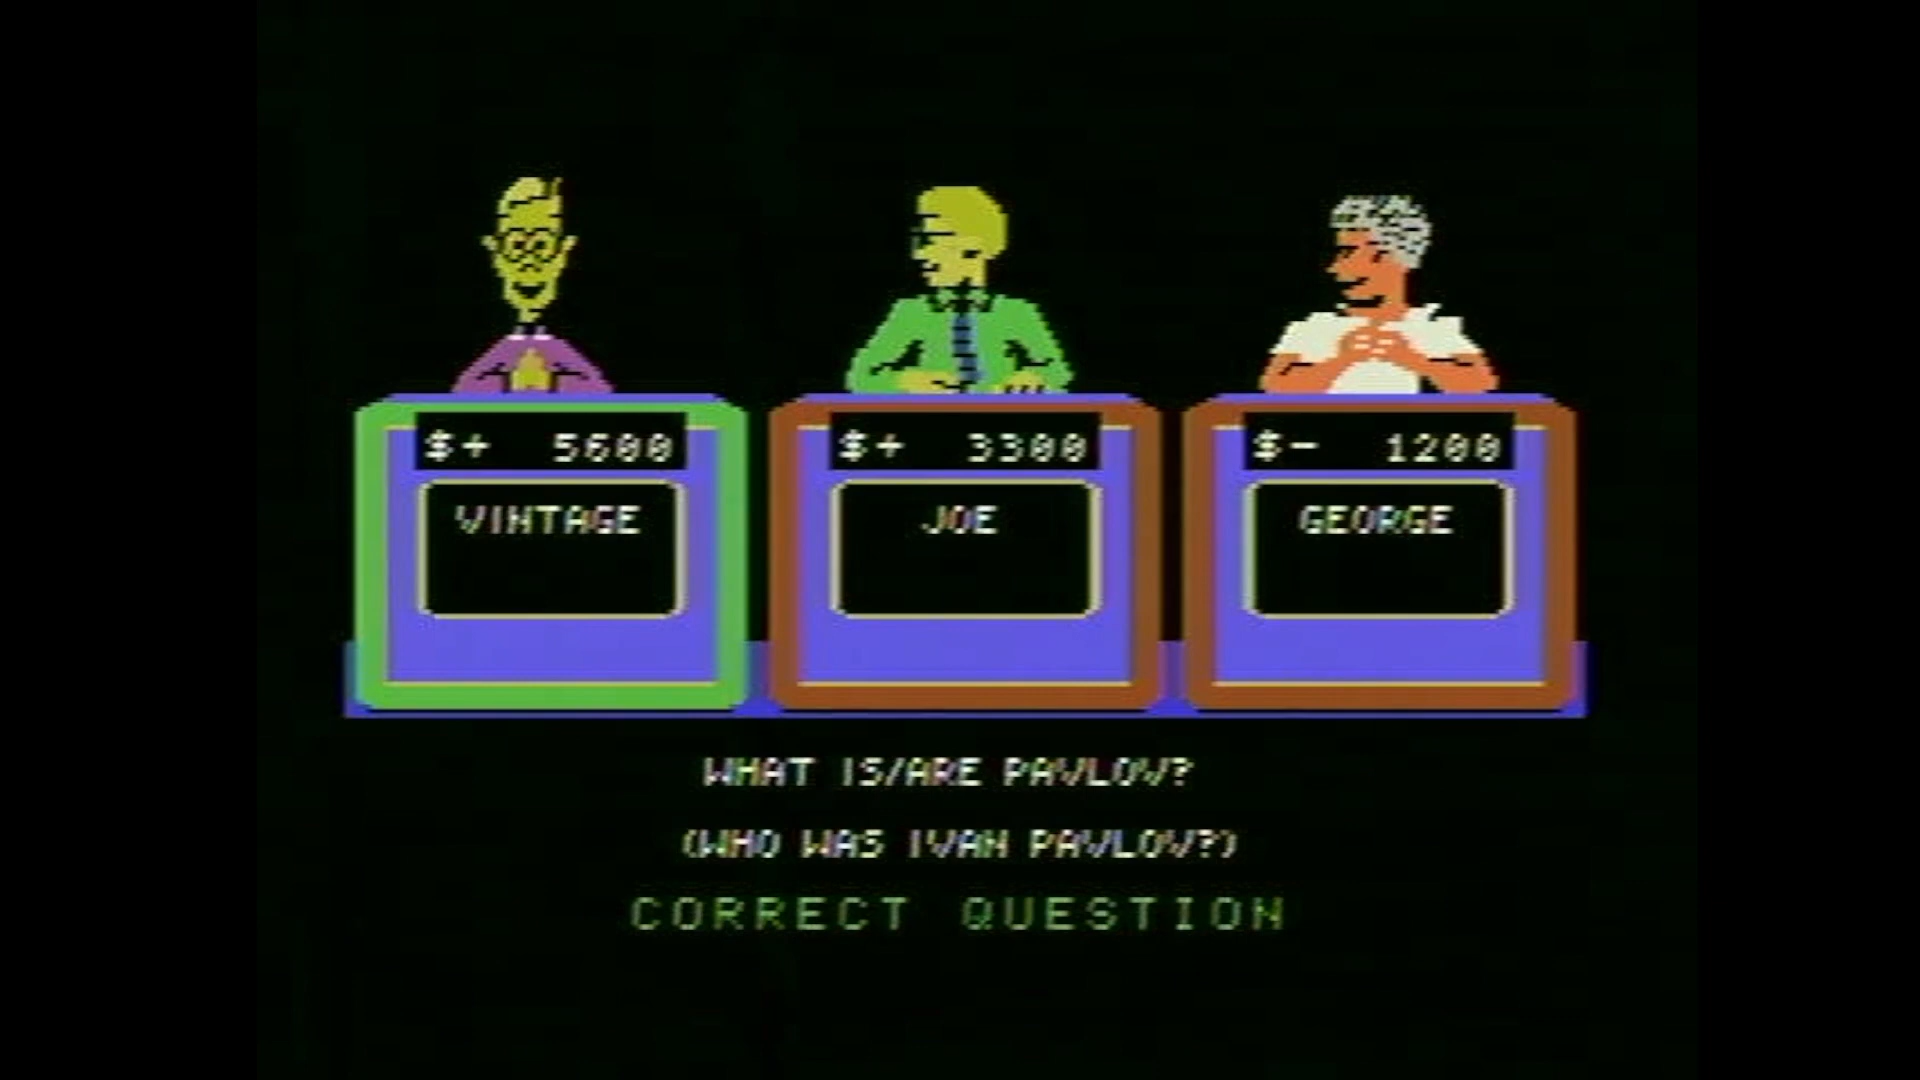 $+ 5600
$+ 3300
$- 1200
VINTAGE
JOE
GEORGE
WHAT IS/ARE PAVLOV?
(WHO WAS IVAN PAVLOV?)
CORRECT QUESTION